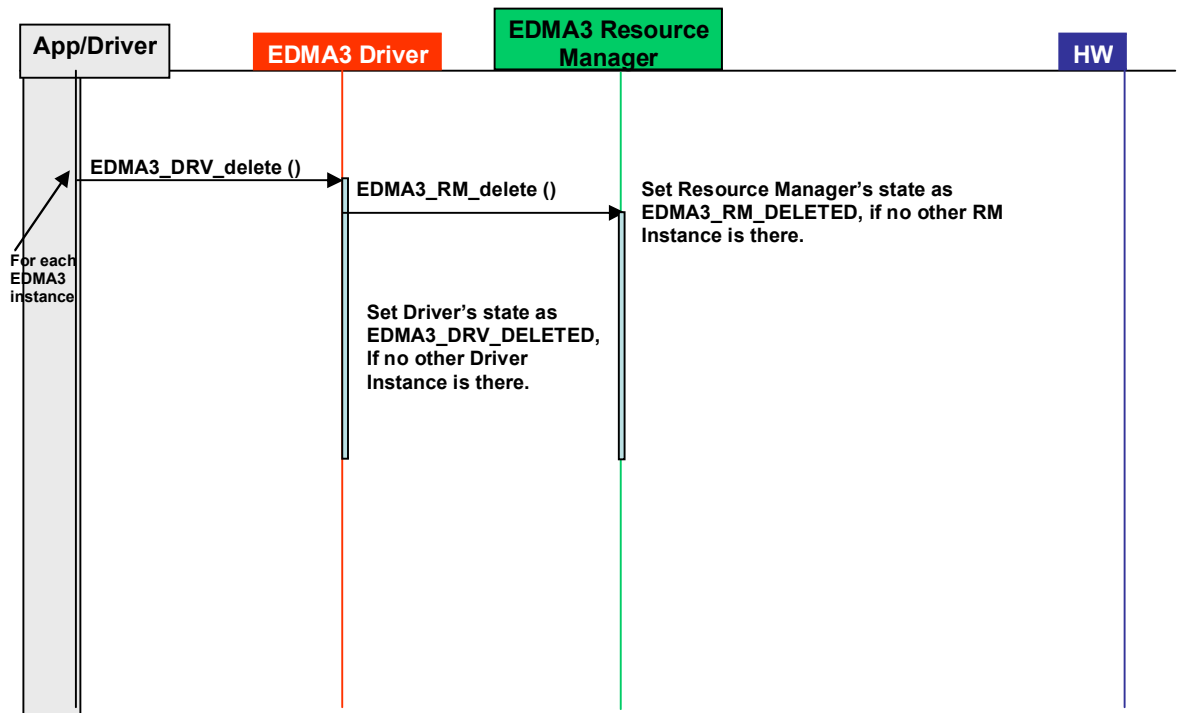 App/Driver
EDMA3 Driver
EDMA3 Resource
Manager
HW
EDMA3_DRV_delete ()
EDMA3_RM_delete ()
Set Resource Manager’s state as
EDMA3_RM_DELETED, if no other RM
Instance is there.
For each
EDMA3
instance
Set Driver’s state as
EDMA3_DRV_DELETED,
If no other Driver
Instance is there.